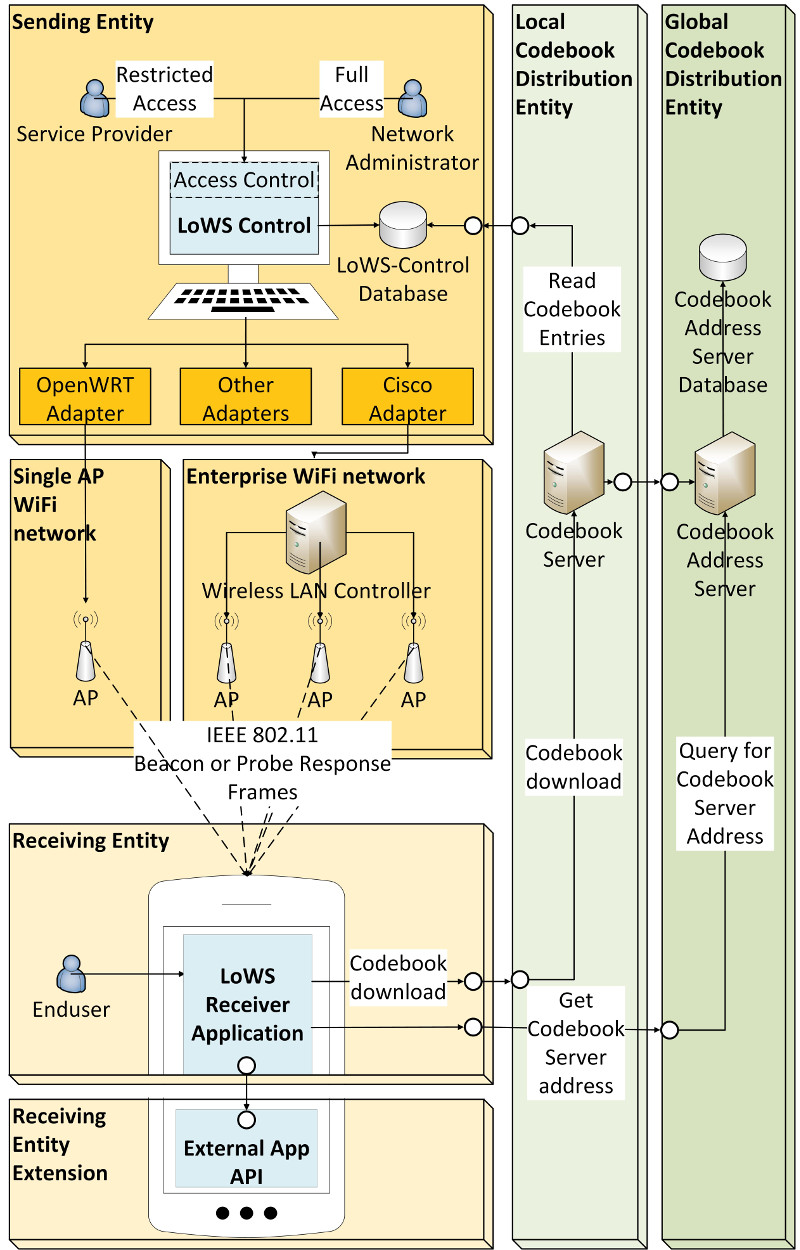 Sending Entity
Restricted
Access
Full
Access
Service Provider
Network
Administrator
Access Control
LoWS Control
LoWS-Control
Database
OpenWRT
Adapter
Other
Adapters
Cisco
Adapter
Single AP
WiFi
network
AP
Enterprise WiFi network
Wireless LAN Controller
AP
AP
AP
IEEE 802.11
Beacon or Probe Response
Frames
Receiving Entity
Enduser
LoWS
Receiver
Application
Codebook
download
Receiving
Entity
Extension
External App
API
Local
Codebook
Distribution
Entity
Read
Codebook
Entries
Codebook
Server
Codebook
download
Get
Codebook
Server
address
Global
Codebook
Distribution
Entity
Codebook
Address
Server
Database
Codebook
Address
Server
Query for
Codebook
Server
Address